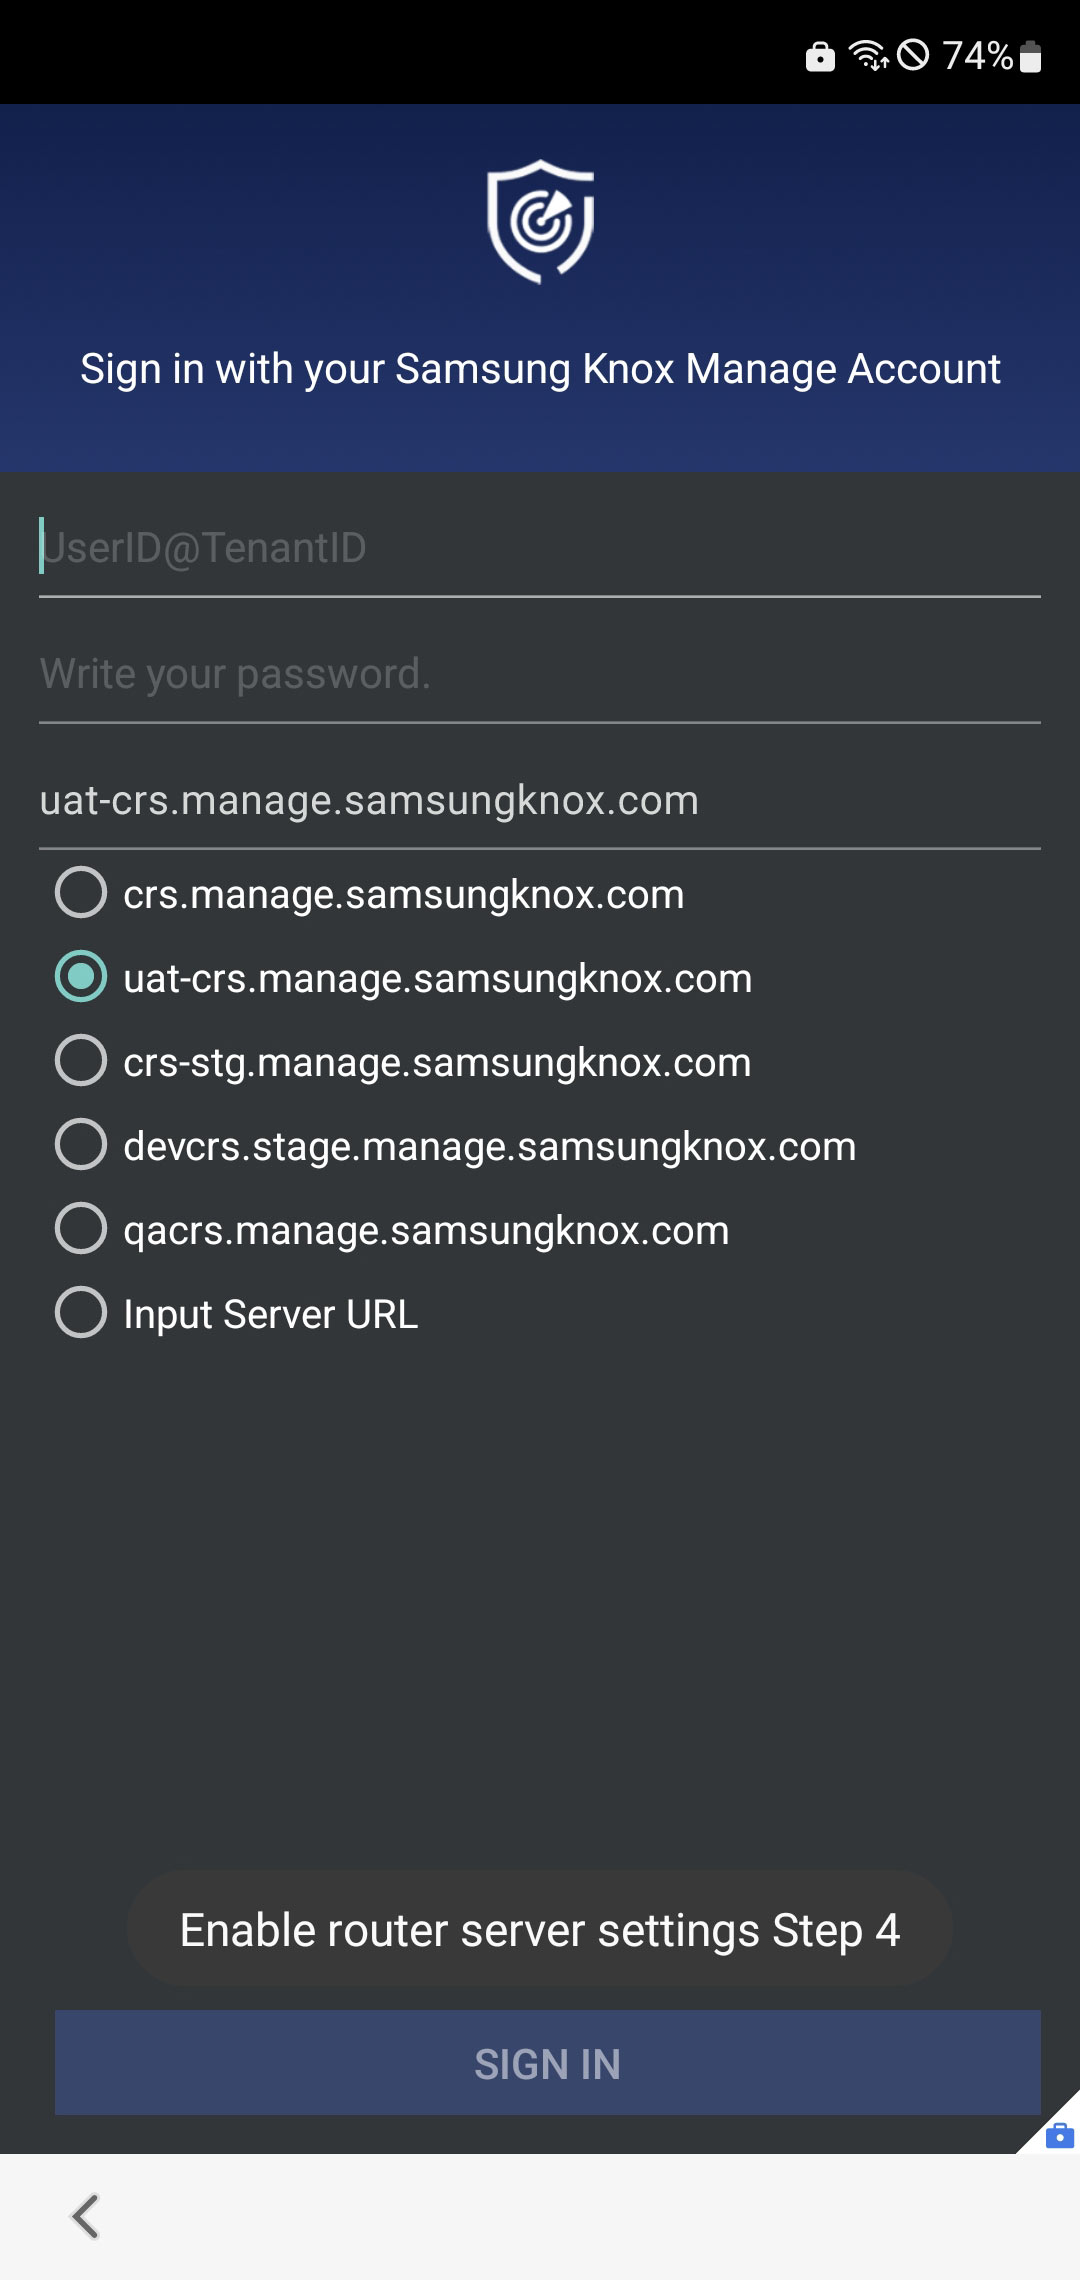 74%
Sign in with your Samsung Knox Manage Account
UserID@TenantID
Write your password.
uat-crs.manage.samsungknox.com
crs.manage.samsungknox.com
uat-crs.manage.samsungknox.com
crs-stg.manage.samsungknox.com
devcrs.stage.manage.samsungknox.com
qacrs.manage.samsungknox.com
Input Server URL
Enable router server settings Step 4
SIGN IN